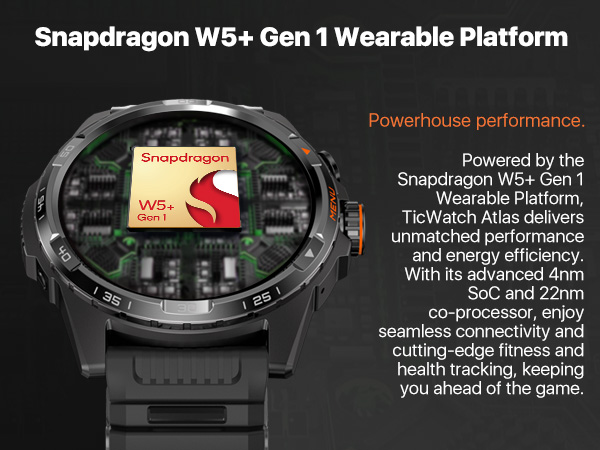 Snapdragon W5+ Gen 1 Wearable Platform
Powerhouse performance.
Powered by the
Snapdragon W5+ Gen 1
Wearable Platform,
TicWatch Atlas delivers
unmatched performance
and energy efficiency.
With its advanced 4nm
SoC and 22nm
co-processor, enjoy
seamless connectivity and
cutting-edge fitness and
health tracking, keeping
you ahead of the game.
Snapdragon
W5+
Gen 1
MENU
50
45
40
35
25